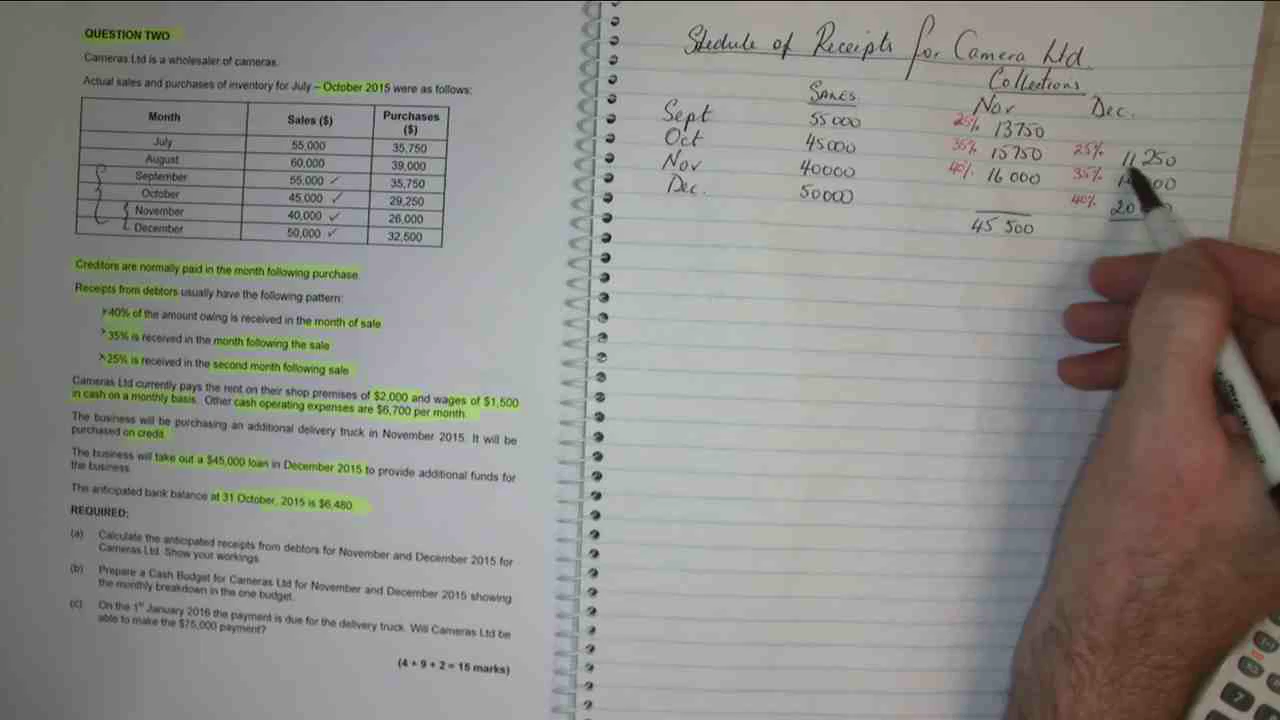 QUESTION TWO
Cameras Ltd is a wholesaler of cameras.
Actual sales and purchases of inventory for July – October 2015 were as follows:
Month Sales ($) Purchases ($)
July 55,000 35,750
August 60,000 39,000
September 55,000 ✓ 35,750
October 45,000 ✓ 29,250
November 40,000 ✓ 26,000
December 50,000 ✓ 32,500
Creditors are normally paid in the month following purchase.
Receipts from debtors usually have the following pattern:
40% of the amount owing is received in the month of sale
35% is received in the month following the sale
25% is received in the second month following sale
Cameras Ltd currently pays the rent on their shop premises of $2,000 and wages of $1,500
in cash on a monthly basis. Other cash operating expenses are $6,700 per month.
The business will be purchasing an additional delivery truck in November 2015. It will be
purchased on credit.
The business will take out a $45,000 loan in December 2015 to provide additional funds for
the business.
The anticipated bank balance at 31 October, 2015 is $6,480.
REQUIRED:
(a) Calculate the anticipated receipts from debtors for November and December 2015 for
Cameras Ltd. Show your workings.
(b) Prepare a Cash Budget for Cameras Ltd for November and December 2015 showing
the monthly breakdown in the one budget.
(c) On the 1st January 2016 the payment is due for the delivery truck. Will Cameras Ltd be
able to make the $75,000 payment?
(4 + 9 + 2 = 15 marks)
Shedule of Receipts for Camera Ltd
Collections
SALES Nov Dec.
Sept 55000 25% 13750
Oct 45000 35% 15750 25% 11 250
Nov 40000 40% 16 000 35%
Dec. 50000 40% 20
45 500